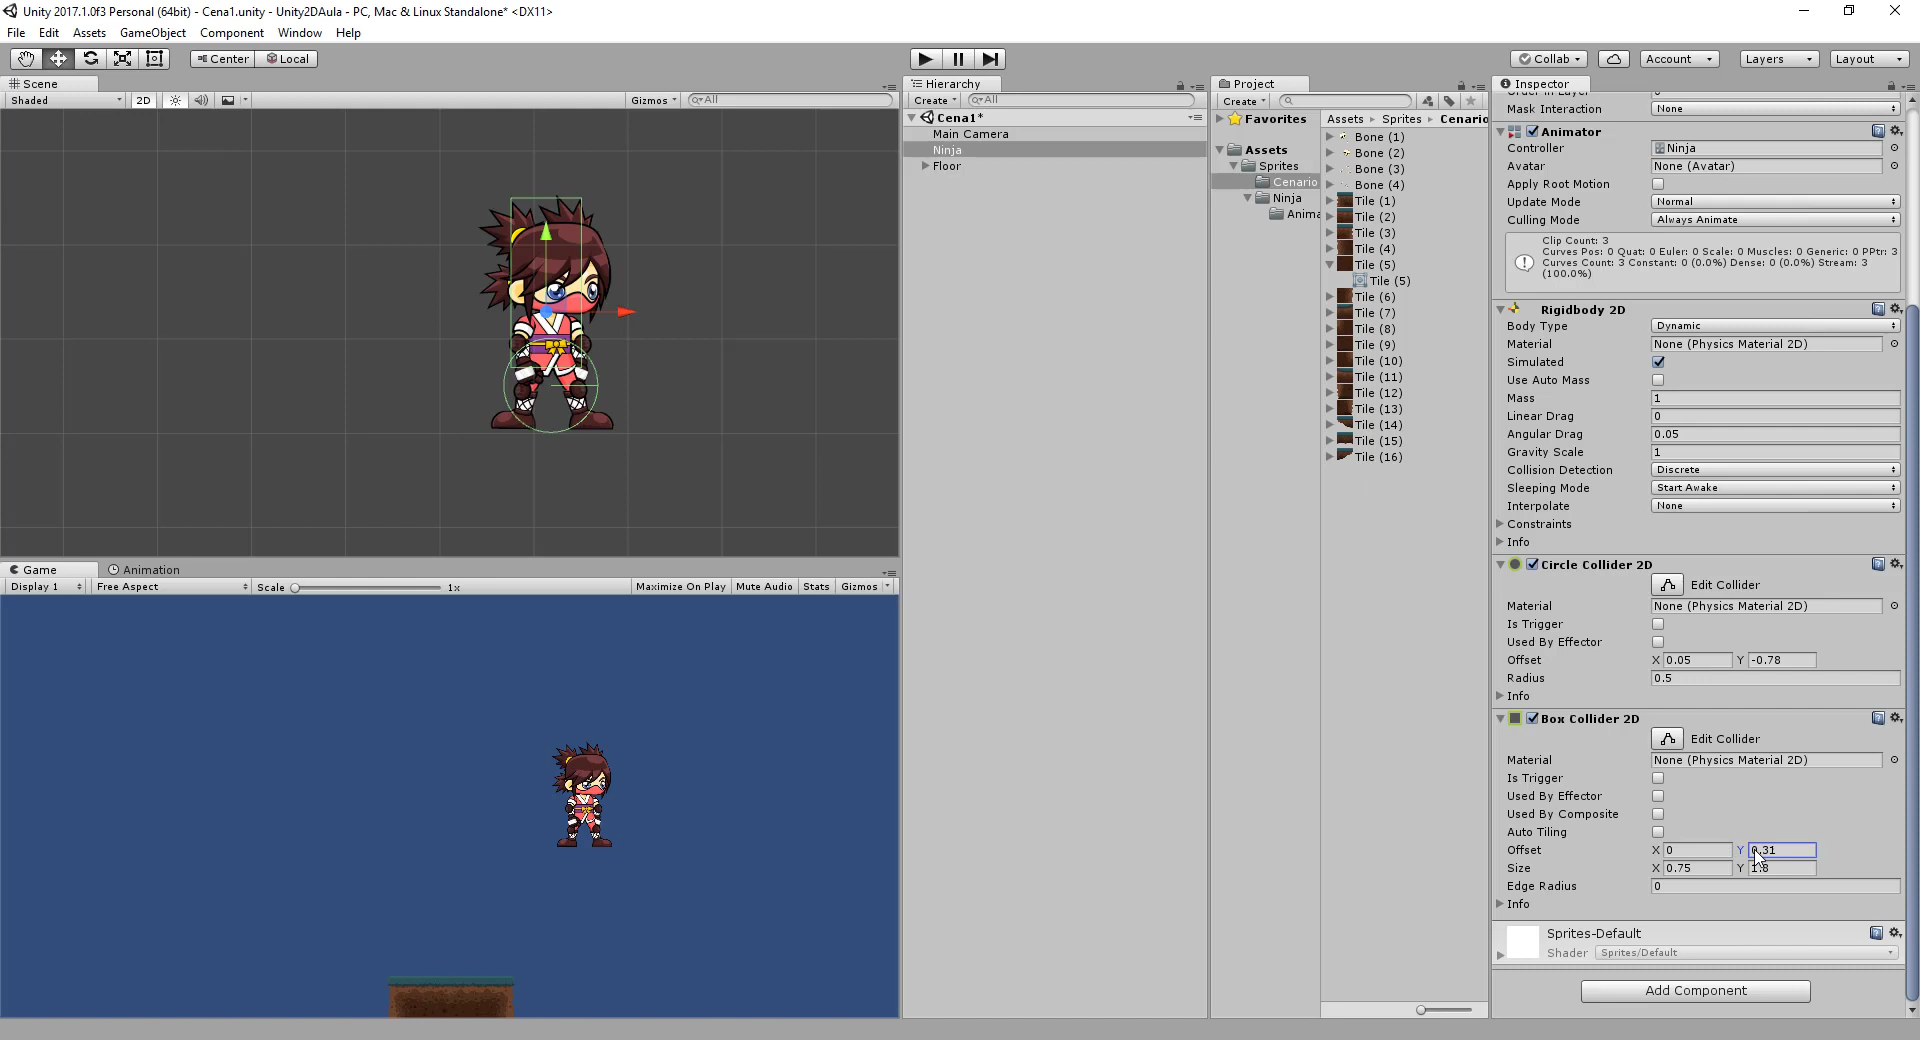 Unity 2017.1.0f3 Personal (64bit) - Cena1.unity - Unity2DAula - PC, Mac & Linux Standalone* <DX11>
File Edit Assets GameObject Component Window Help
Center Local Collab Account Layers Layout
Scene
Shaded 2D Gizmos All
Hierarchy
Create All
Cena1*
Main Camera
Ninja
Floor
Project
Create
Favorites
Assets
Sprites
Cenario
Ninja
Anima
Assets Sprites Cenario
Bone (1)
Bone (2)
Bone (3)
Bone (4)
Tile (1)
Tile (2)
Tile (3)
Tile (4)
Tile (5)
Tile (5)
Tile (6)
Tile (7)
Tile (8)
Tile (9)
Tile (10)
Tile (11)
Tile (12)
Tile (13)
Tile (14)
Tile (15)
Tile (16)
Inspector
Mask Interaction None
Animator
Controller Ninja
Avatar None (Avatar)
Apply Root Motion
Update Mode Normal
Culling Mode Always Animate
Clip Count: 3
Curves Pos: 0 Quat: 0 Euler: 0 Scale: 0 Muscles: 0 Generic: 0 PPtr: 3
Curves Count: 3 Constant: 0 (0.0%) Dense: 0 (0.0%) Stream: 3
(100.0%)
Rigidbody 2D
Body Type Dynamic
Material None (Physics Material 2D)
Simulated
Use Auto Mass
Mass 1
Linear Drag 0
Angular Drag 0.05
Gravity Scale 1
Collision Detection Discrete
Sleeping Mode Start Awake
Interpolate None
Constraints
Info
Circle Collider 2D
Edit Collider
Material None (Physics Material 2D)
Is Trigger
Used By Effector
Offset X 0.05 Y -0.78
Radius 0.5
Info
Box Collider 2D
Edit Collider
Material None (Physics Material 2D)
Is Trigger
Used By Effector
Used By Composite
Auto Tiling
Offset X 0 Y 0.31
Size X 0.75 Y 1.8
Edge Radius 0
Info
Sprites-Default
Shader Sprites/Default
Add Component
Game Animation
Display 1 Free Aspect Scale 1x Maximize On Play Mute Audio Stats Gizmos